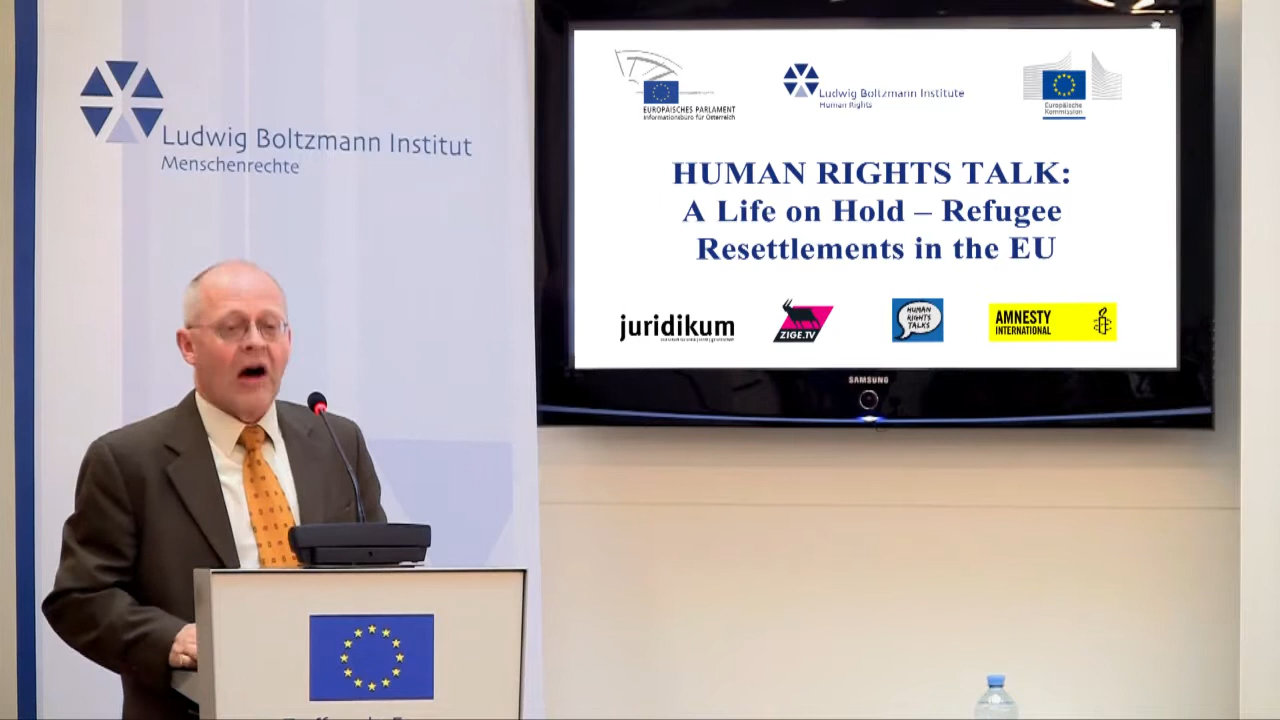 Ludwig Boltzmann Institut
Menschenrechte
EUROPÄISCHES PARLAMENT
Informationsbüro für Österreich
Ludwig Boltzmann Institute
Human Rights
Europäische
Kommission
HUMAN RIGHTS TALK:
A Life on Hold – Refugee
Resettlements in the EU
juridikum
ZIGE.TV
HUMAN
RIGHTS
TALKS
AMNESTY
INTERNATIONAL
SAMSUNG